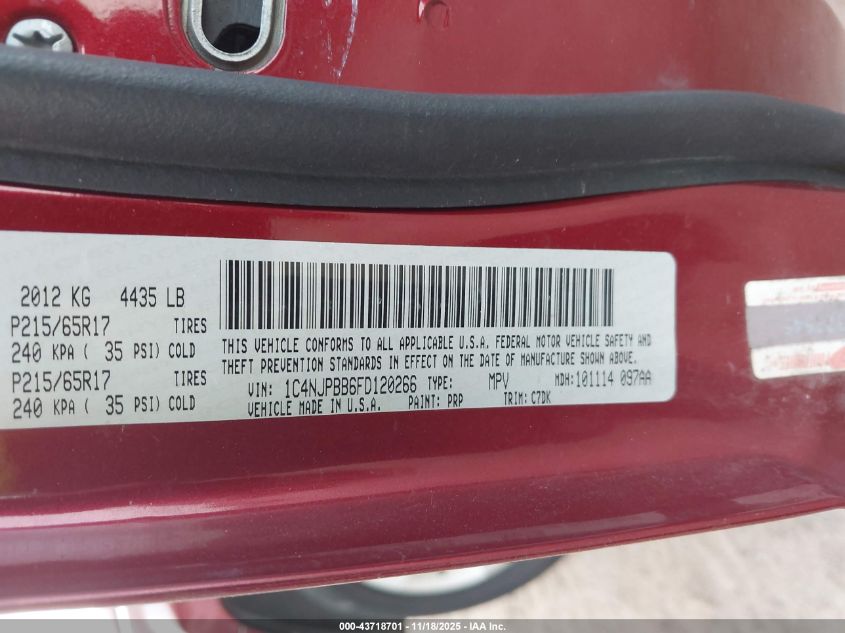 2012 KG 4435 LB
P215/65R17 TIRES
240 KPA ( 35 PSI) COLD
P215/65R17 TIRES
240 KPA ( 35 PSI) COLD
THIS VEHICLE CONFORMS TO ALL APPLICABLE U.S.A. FEDERAL MOTOR VEHICLE SAFETY AND
THEFT PREVENTION STANDARDS IN EFFECT ON THE DATE OF MANUFACTURE SHOWN ABOVE.
VIN: 1C4NJPBB6FD120266 TYPE: MPV MDH: 101114 097AA
VEHICLE MADE IN U.S.A. PAINT: PRP TRIM: C7DK
000-43718701 | 11/18/2025 - IAA Inc.